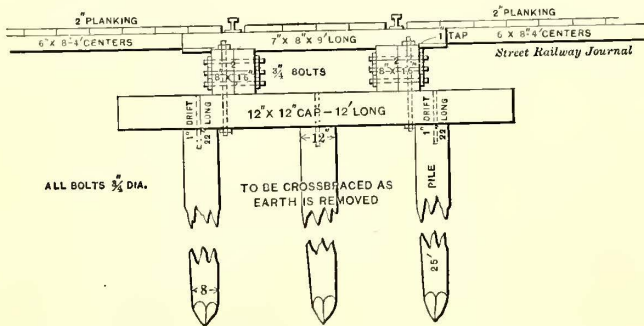 2" PLANKING
2" PLANKING
6" X 8"-4' CENTERS
7" X 8" X 9' LONG
1" TAP
6 X 8" 4' CENTERS
Street Railway Journal
8" X 16"
¾" BOLTS
8" X 16"
12" X 12" CAP – 12' LONG
1" DRIFT
22" LONG
1" DRIFT
22" LONG
12"
ALL BOLTS ¾" DIA.
TO BE CROSSBRACED AS
EARTH IS REMOVED
PILE
25'
8